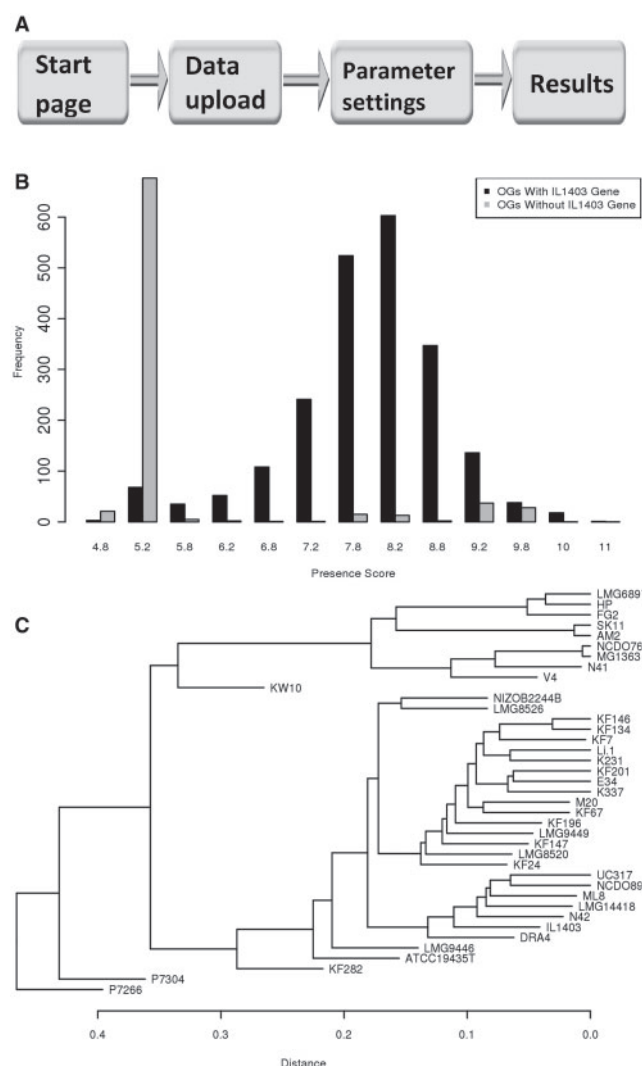 A
Start
page
Data
upload
Parameter
settings
Results
B
OGs With IL1403 Gene
OGs Without IL1403 Gene
Frequency
600
500
400
300
200
100
0
4.8 5.2 5.8 6.2 6.8 7.2 7.8 8.2 8.8 9.2 9.8 10 11
Presence Score
C
LMG6897
HP
FG2
SK11
AM2
NCDO76
MG1363
N41
V4
KW10
NIZOB2244B
LMG8526
KF146
KF134
KF7
Li.1
K231
KF201
E34
K337
M20
KF67
KF196
LMG9449
KF147
LMG8520
KF24
UC317
NCDO89
ML8
LMG14418
N42
IL1403
DRA4
LMG9446
ATCC19435T
KF282
P7304
P7266
0.4 0.3 0.2 0.1 0.0
Distance